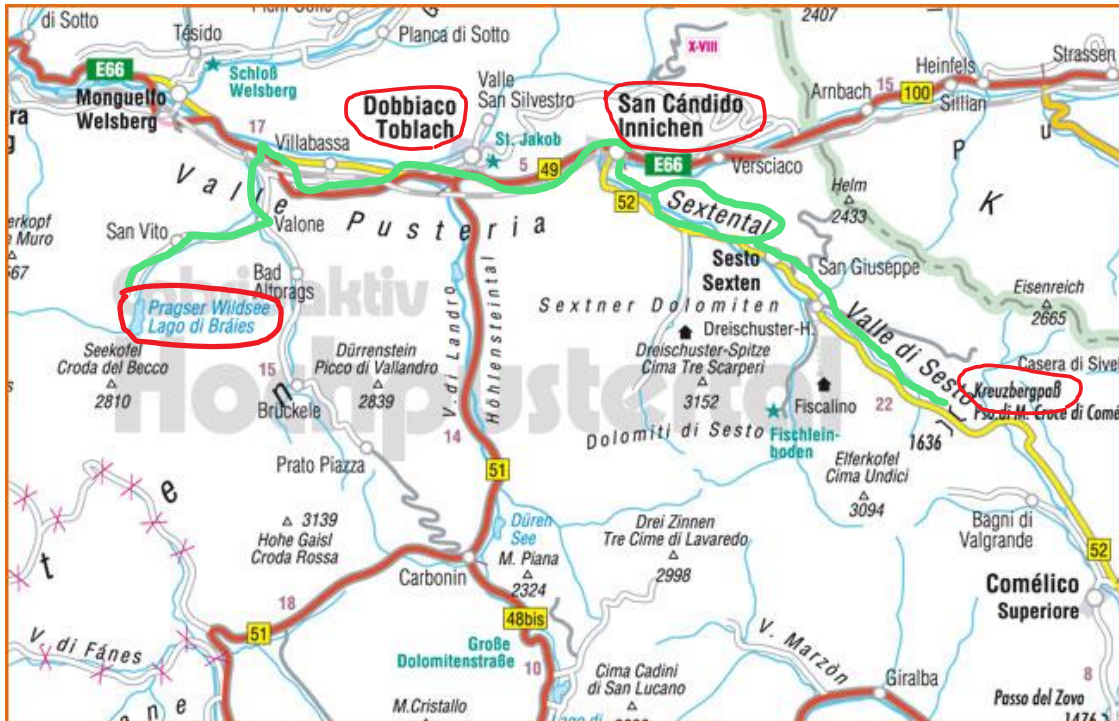 di Sotto
Tésido
Planca di Sotto
2407
X-VIII
Strassen
Heinfels
15
100
Sillian
Arnbach
E66
Schloß
Welsberg
Monguelfo
Welsberg
Valle
San Silvestro
Dobbiaco
Toblach
San Cándido
Innichen
17
Villabassa
St. Jakob
5
49
E66
Versciaco
P
u
K
Valle
Pusteria
52
Sextental
Helm
2433
San Vito
Valone
Sesto
Sexten
San Giuseppe
Bad
Altprags
Gsbrinaktiv
Hochpustertal
Pragser Wildsee
Lago di Bráies
V. di Landro
Höhlensteintal
Sextner Dolomiten
Dreischuster-H.
Valle di Sesto
Eisenreich
2665
Seekofel
Croda del Becco
2810
15
Dürrenstein
Picco di Vallandro
2839
Dreischuster-Spitze
Cima Tre Scarperi
3152
Fiscalino
Casera di Sivel
Kreuzbergpaß
Pso. di M. Croce di Comé
22
1636
Brückele
n
14
Dolomiti di Sesto
Fischlein-
boden
Prato Piazza
51
Elferkofel
Cima Undici
3094
e
t
3139
Hohe Gaisl
Croda Rossa
Düren
See
Drei Zinnen
Tre Cime di Lavaredo
2998
Bagni di
Valgrande
52
M. Piana
2324
Carbonin
Comélico
Superiore
18
51
48bis
V. di Fánes
Große
Dolomitenstraße
10
V. Marzòn
Cima Cadini
di San Lucano
Giralba
8
ane
M.Cristallo
Passo del Zovo
1476